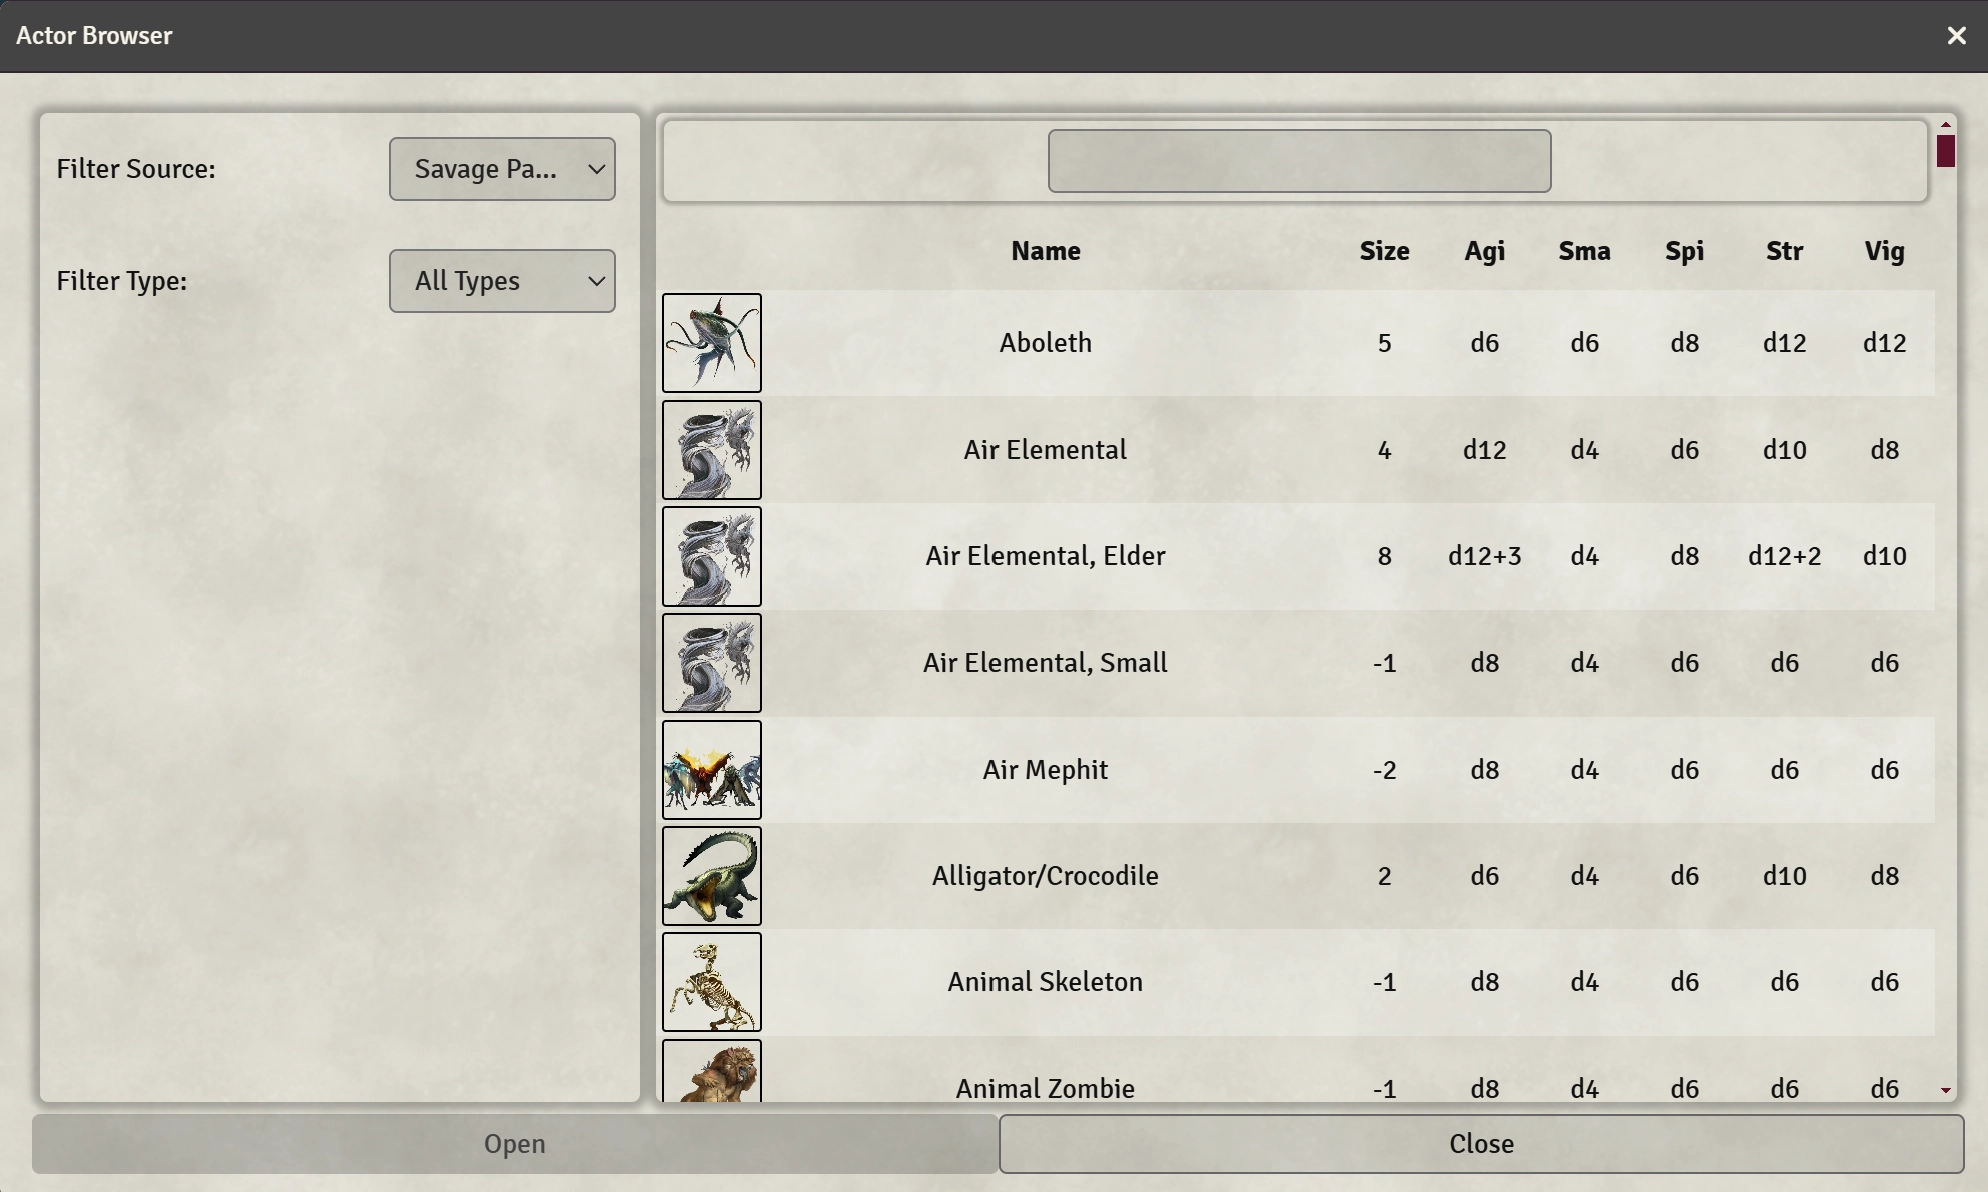 Actor Browser
Filter Source:
Savage Pa...
Filter Type:
All Types
Name Size Agi Sma Spi Str Vig
Aboleth 5 d6 d6 d8 d12 d12
Air Elemental 4 d12 d4 d6 d10 d8
Air Elemental, Elder 8 d12+3 d4 d8 d12+2 d10
Air Elemental, Small -1 d8 d4 d6 d6 d6
Air Mephit -2 d8 d4 d6 d6 d6
Alligator/Crocodile 2 d6 d4 d6 d10 d8
Animal Skeleton -1 d8 d4 d6 d6 d6
Animal Zombie -1 d8 d4 d6 d6 d6
Open
Close